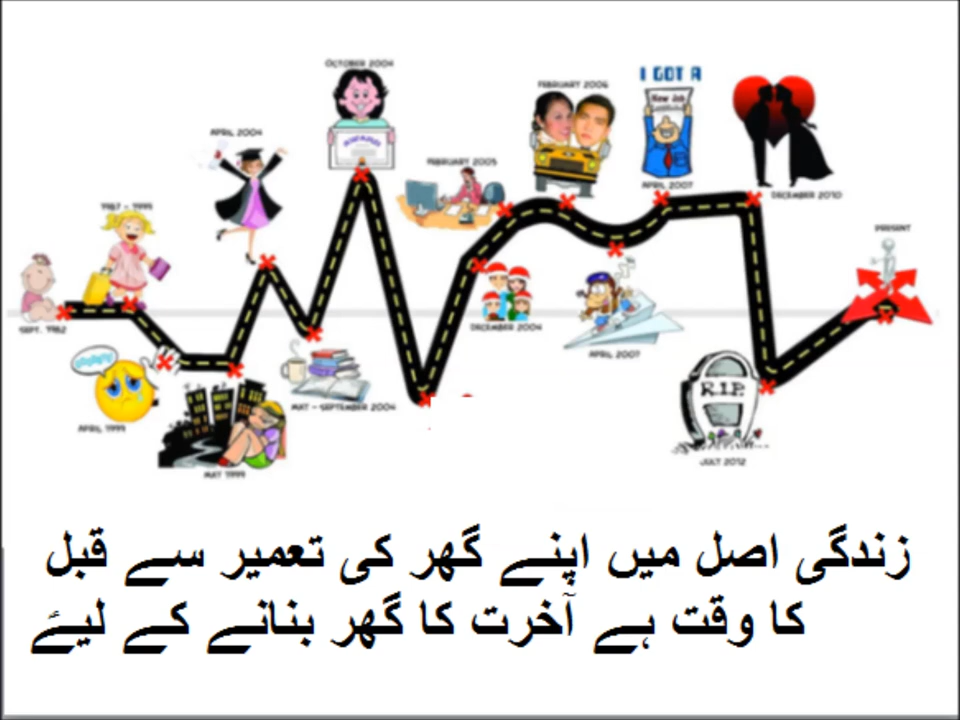 OCTOBER 2004
I GOT A
New Job
FEBRUARY 2006
APRIL 2004
FEBRUARY 2005
APRIL 2007
DECEMBER 2010
1987 - 1999
PRESENT
SEPT. 1982
DECEMBER 2004
APRIL 2007
MAY - SEPTEMBER 2004
R.I.P.
APRIL 1999
MAY 1999
JULY 2012
زندگی اصل میں اپنے گھر کی تعمیر سے قبل
کا وقت ہے آخرت کا گھر بنانے کے لیئے